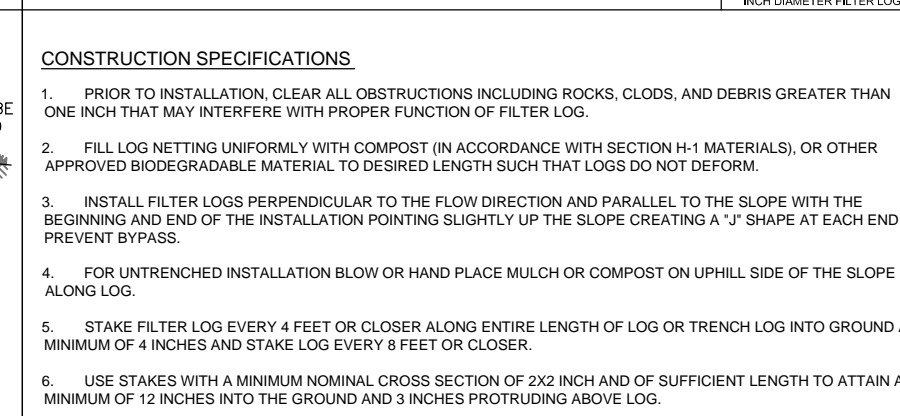 INCH DIAMETER FILTER LOG
CONSTRUCTION SPECIFICATIONS
1. PRIOR TO INSTALLATION, CLEAR ALL OBSTRUCTIONS INCLUDING ROCKS, CLODS, AND DEBRIS GREATER THAN
ONE INCH THAT MAY INTERFERE WITH PROPER FUNCTION OF FILTER LOG.
2. FILL LOG NETTING UNIFORMLY WITH COMPOST (IN ACCORDANCE WITH SECTION H-1 MATERIALS), OR OTHER
APPROVED BIODEGRADABLE MATERIAL TO DESIRED LENGTH SUCH THAT LOGS DO NOT DEFORM.
3. INSTALL FILTER LOGS PERPENDICULAR TO THE FLOW DIRECTION AND PARALLEL TO THE SLOPE WITH THE
BEGINNING AND END OF THE INSTALLATION POINTING SLIGHTLY UP THE SLOPE CREATING A "J" SHAPE AT EACH END
PREVENT BYPASS.
4. FOR UNTRENCHED INSTALLATION BLOW OR HAND PLACE MULCH OR COMPOST ON UPHILL SIDE OF THE SLOPE
ALONG LOG.
5. STAKE FILTER LOG EVERY 4 FEET OR CLOSER ALONG ENTIRE LENGTH OF LOG OR TRENCH LOG INTO GROUND A
MINIMUM OF 4 INCHES AND STAKE LOG EVERY 8 FEET OR CLOSER.
6. USE STAKES WITH A MINIMUM NOMINAL CROSS SECTION OF 2X2 INCH AND OF SUFFICIENT LENGTH TO ATTAIN A
MINIMUM OF 12 INCHES INTO THE GROUND AND 3 INCHES PROTRUDING ABOVE LOG.